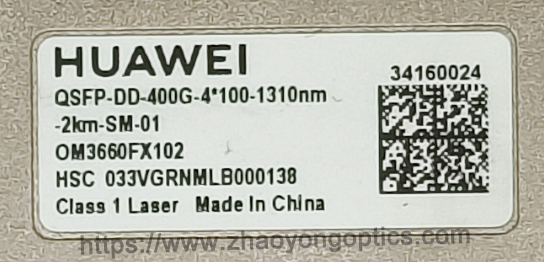 HUAWEI
34160024
QSFP-DD-400G-4*100-1310nm
-2km-SM-01
OM3660FX102
HSC 033VGRNMLB000138
Class 1 Laser Made In China
https://www.zhaoyongoptics.com